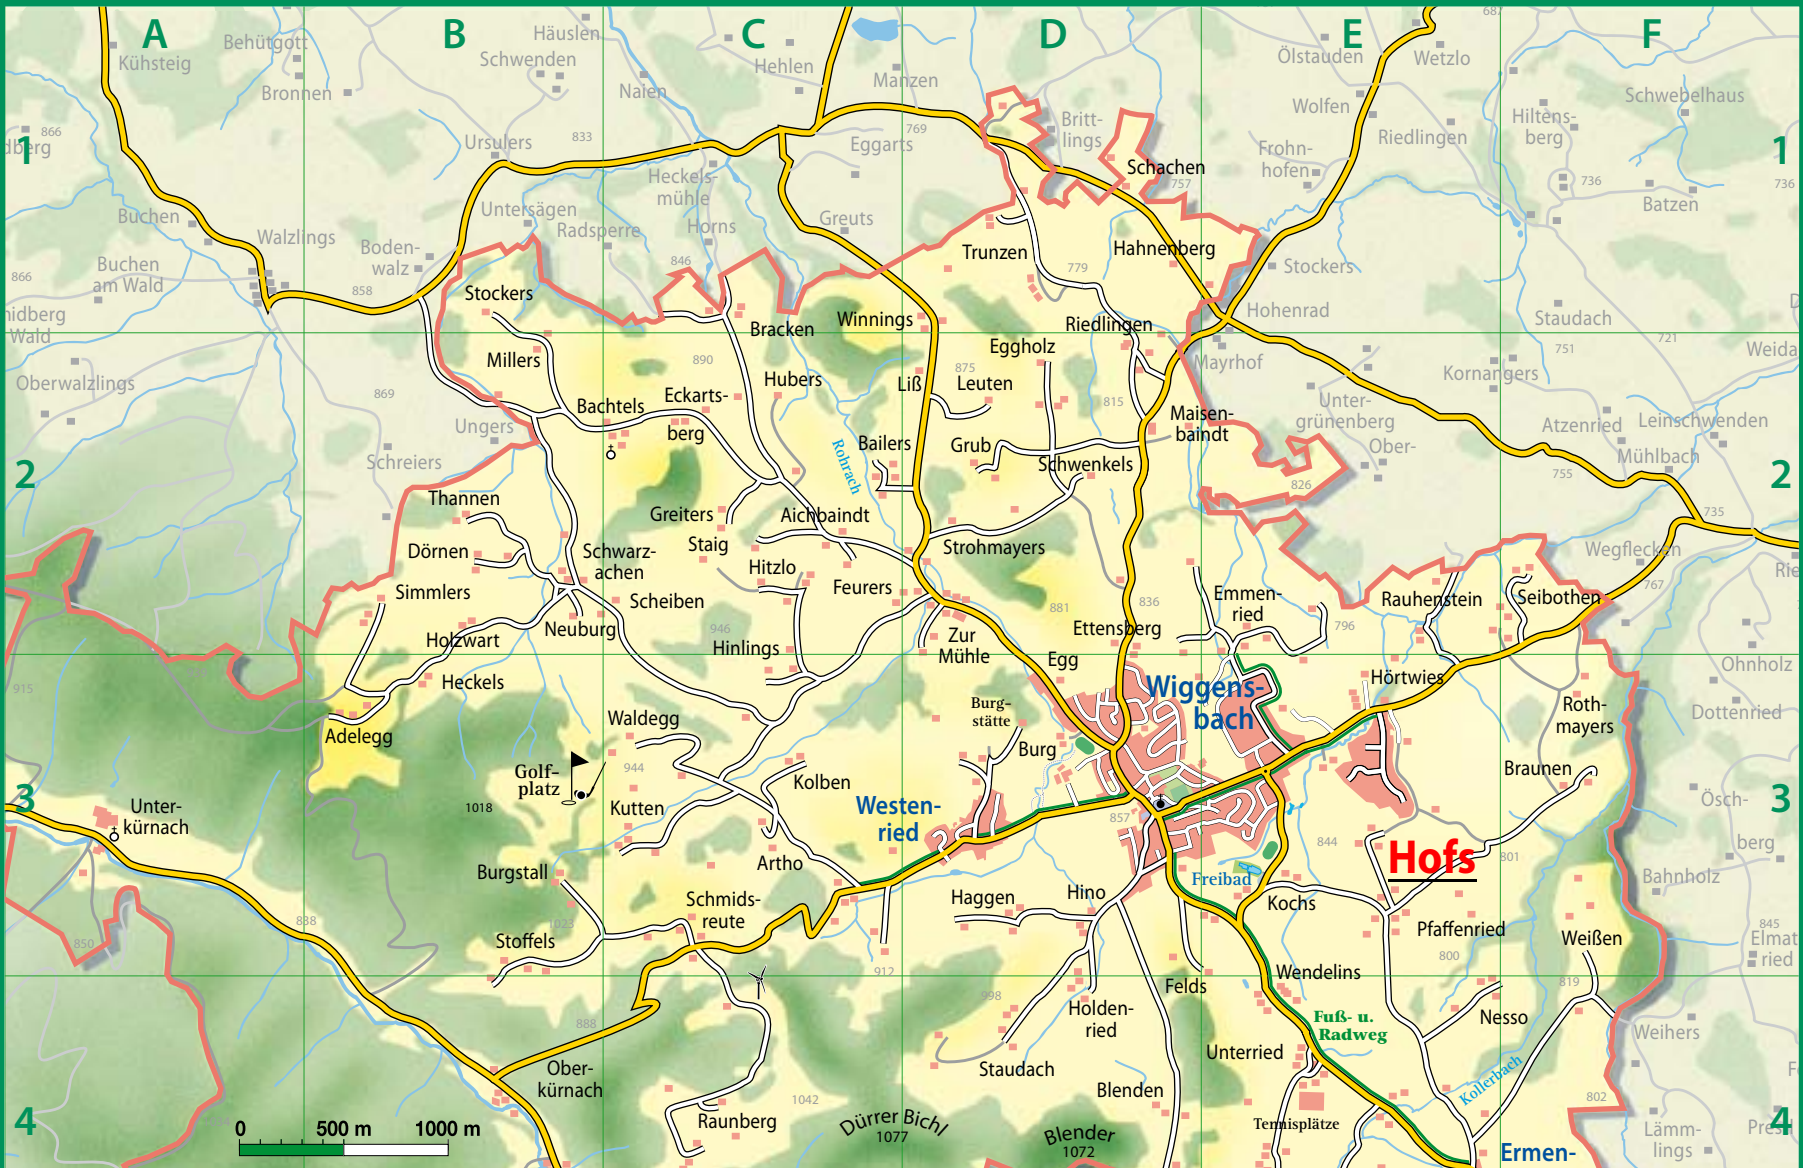 A
B
C
D
E
F
Kühsteig
Behütgott
Bronnen
Häuslen
Schwenden
Naien
Hehlen
Manzen
Britt-
lings
Ölstauden
Wetzlo
687
Wolfen
Riedlingen
Schwebelhaus
Hiltens-
berg
866
dberg
1
Ursulers
833
769
Eggarts
Heckels-
mühle
Schachen
757
Frohn-
hofen
736
Batzen
1
736
Buchen
Walzlings
Untersägen
Radsperre
Horns
Greuts
Boden-
walz
846
Trunzen
Hahnenberg
779
Stockers
866
Buchen
am Wald
858
Stockers
Hohenrad
Staudach
nidberg
Wald
Bracken
Winnings
Riedlingen
Eggholz
Millers
890
Mayrhof
751
721
Weida
Oberwalzlings
869
Hubers
Liß
875
Leuten
815
Kornangers
Eckarts-
berg
Bachtels
Maisen-
baindt
Unter-
grünenberg
Ober-
Atzenried
Leinschwenden
Ungers
Rohrach
Bailers
Grub
Schwenkels
Mühlbach
Schreiers
2
826
755
2
Thannen
Greiters
Aichbaindt
735
Dörnen
Schwarz-
achen
Staig
Strohmayers
Hitzlo
Wegflecken
Rie
Simmlers
Scheiben
Feurers
881
836
Emmen-
ried
Rauhenstein
Seibothen
767
Holzwart
Neuburg
946
Hinlings
Zur
Mühle
Ettensberg
796
Egg
Ohnholz
915
Heckels
Hörtwies
Wiggens-
bach
Waldegg
Burg-
stätte
Roth-
mayers
Dottenried
Adelegg
Burg
Golf-
platz
944
Kolben
Braunen
3
Unter-
kürnach
1018
Kutten
Westen-
ried
857
Ösch-
berg
3
Artho
844
Hofs
801
Burgstall
Freibad
Bahnholz
Schmids-
reute
Haggen
Hino
Kochs
838
1023
Pfaffenried
845
Elmat
ried
850
Stoffels
Weißen
912
800
Wendelins
998
Felds
819
888
Holden-
ried
Fuß- u.
Radweg
Nesso
Weihers
Unterried
Ober-
kürnach
Staudach
Blenden
Kollerbach
802
1042
4
0
500 m
1000 m
Raunberg
Dürrer Bichl
1077
Blender
1072
Tennisplätze
Lämm-
lings
4
Ermen-